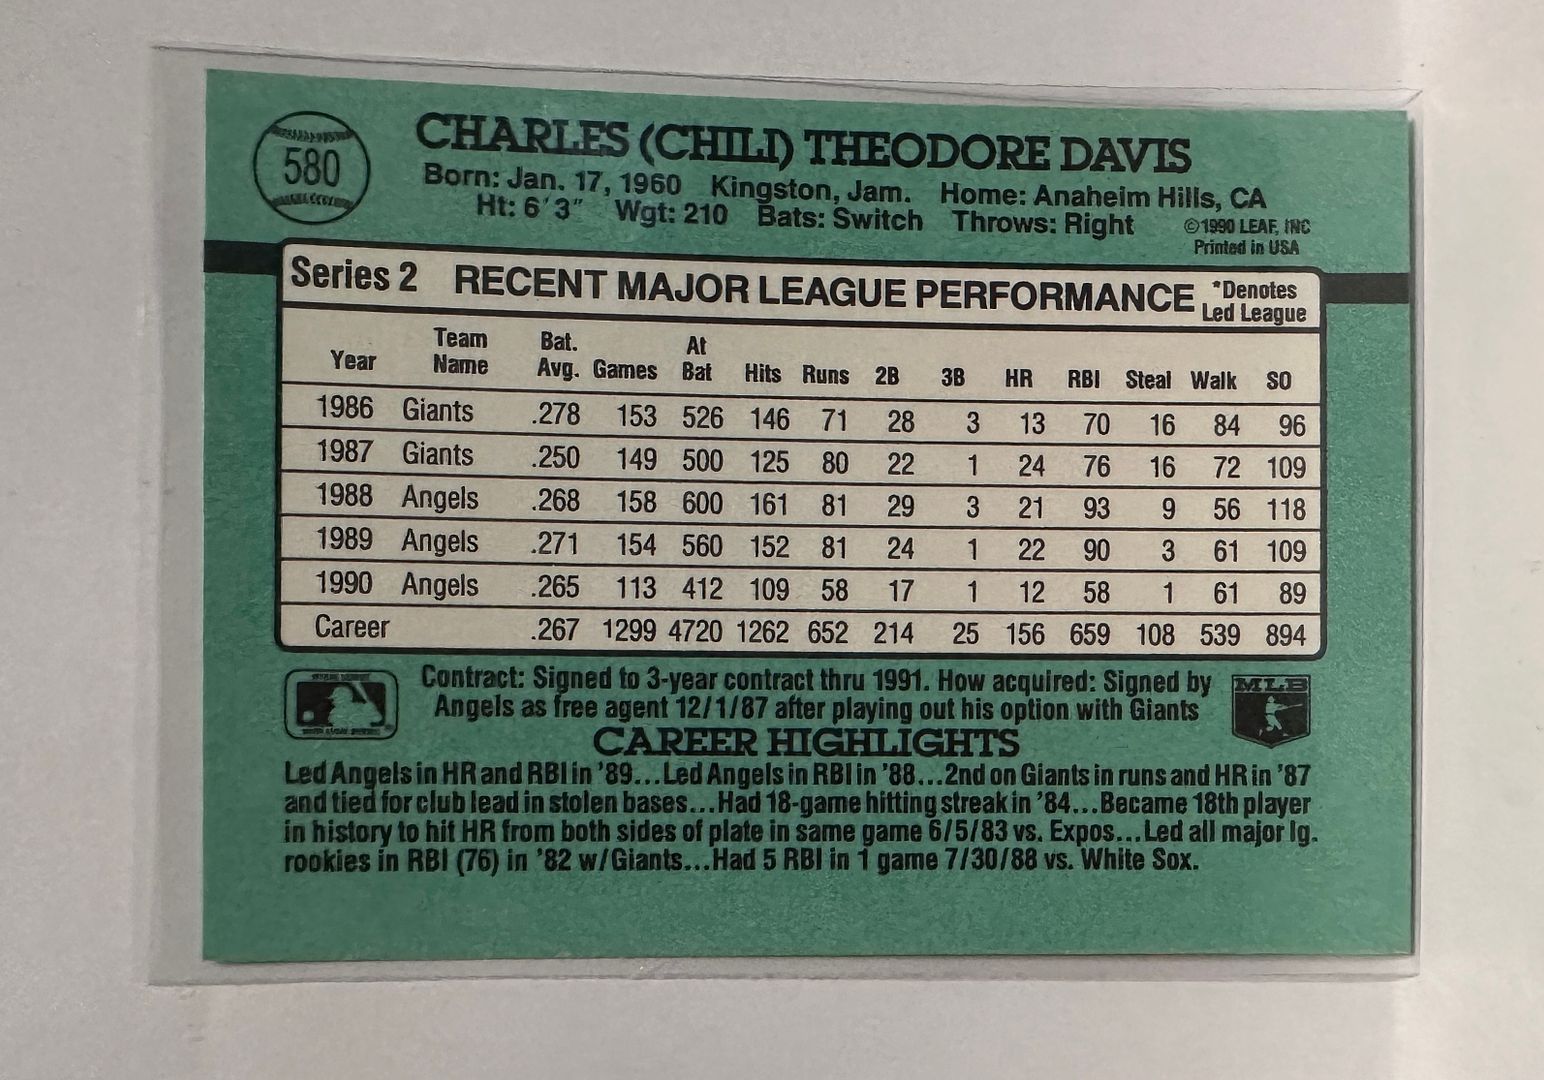 580
CHARLES (CHILI) THEODORE DAVIS
Born: Jan. 17, 1960 Kingston, Jam. Home: Anaheim Hills, CA
Ht: 6'3" Wgt: 210 Bats: Switch Throws: Right ©1990 LEAF, INC
Printed in USA
Series 2 RECENT MAJOR LEAGUE PERFORMANCE *Denotes
Led League
Year Team Name Bat. Avg. Games At Bat Hits Runs 2B 3B HR RBI Steal Walk SO
1986 Giants .278 153 526 146 71 28 3 13 70 16 84 96
1987 Giants .250 149 500 125 80 22 1 24 76 16 72 109
1988 Angels .268 158 600 161 81 29 3 21 93 9 56 118
1989 Angels .271 154 560 152 81 24 1 22 90 3 61 109
1990 Angels .265 113 412 109 58 17 1 12 58 1 61 89
Career .267 1299 4720 1262 652 214 25 156 659 108 539 894
Contract: Signed to 3-year contract thru 1991. How acquired: Signed by
Angels as free agent 12/1/87 after playing out his option with Giants
MLB
CAREER HIGHLIGHTS
Led Angels in HR and RBI in '89...Led Angels in RBI in '88...2nd on Giants in runs and HR in '87
and tied for club lead in stolen bases...Had 18-game hitting streak in '84...Became 18th player
in history to hit HR from both sides of plate in same game 6/5/83 vs. Expos...Led all major lg.
rookies in RBI (76) in '82 w/Giants...Had 5 RBI in 1 game 7/30/88 vs. White Sox.